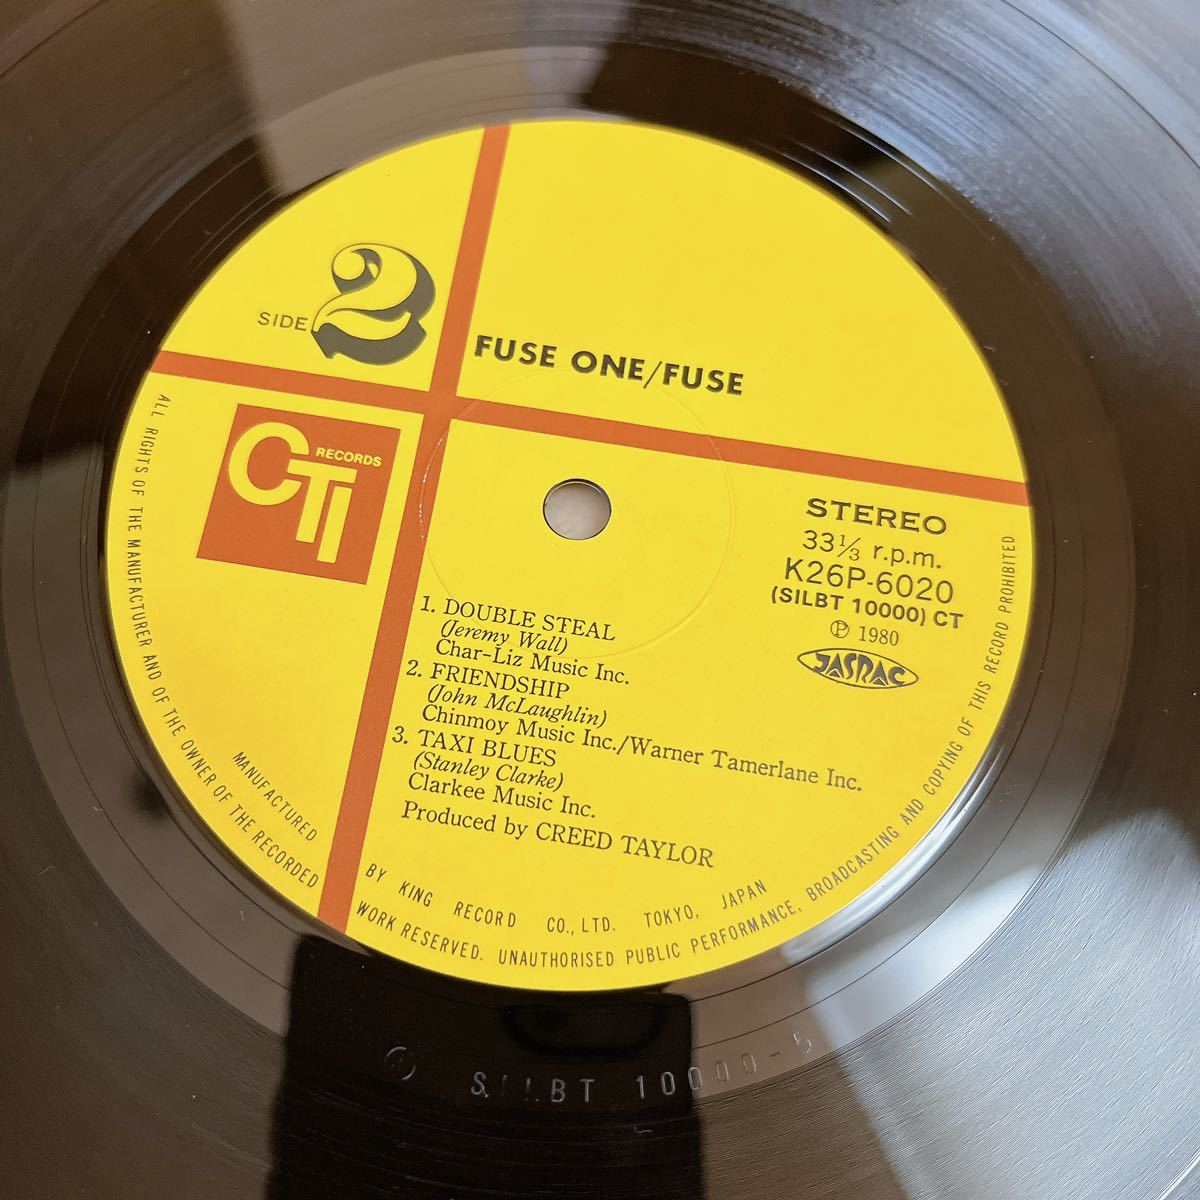 SIDE 2
FUSE ONE/FUSE
CTI RECORDS
STEREO
33⅓ r.p.m.
K26P-6020
(SILBT 10000) CT
Ⓟ 1980
JASRAC
1. DOUBLE STEAL
(Jeremy Wall)
Char-Liz Music Inc.
2. FRIENDSHIP
(John McLaughlin)
Chinmoy Music Inc./Warner Tamerlane Inc.
3. TAXI BLUES
(Stanley Clarke)
Clarkee Music Inc.
Produced by CREED TAYLOR
MANUFACTURED BY KING RECORD CO., LTD. TOKYO, JAPAN
ALL RIGHTS OF THE MANUFACTURER AND OF THE OWNER OF THE RECORDED WORK RESERVED. UNAUTHORISED PUBLIC PERFORMANCE, BROADCASTING AND COPYING OF THIS RECORD PROHIBITED
SILBT 10000-5